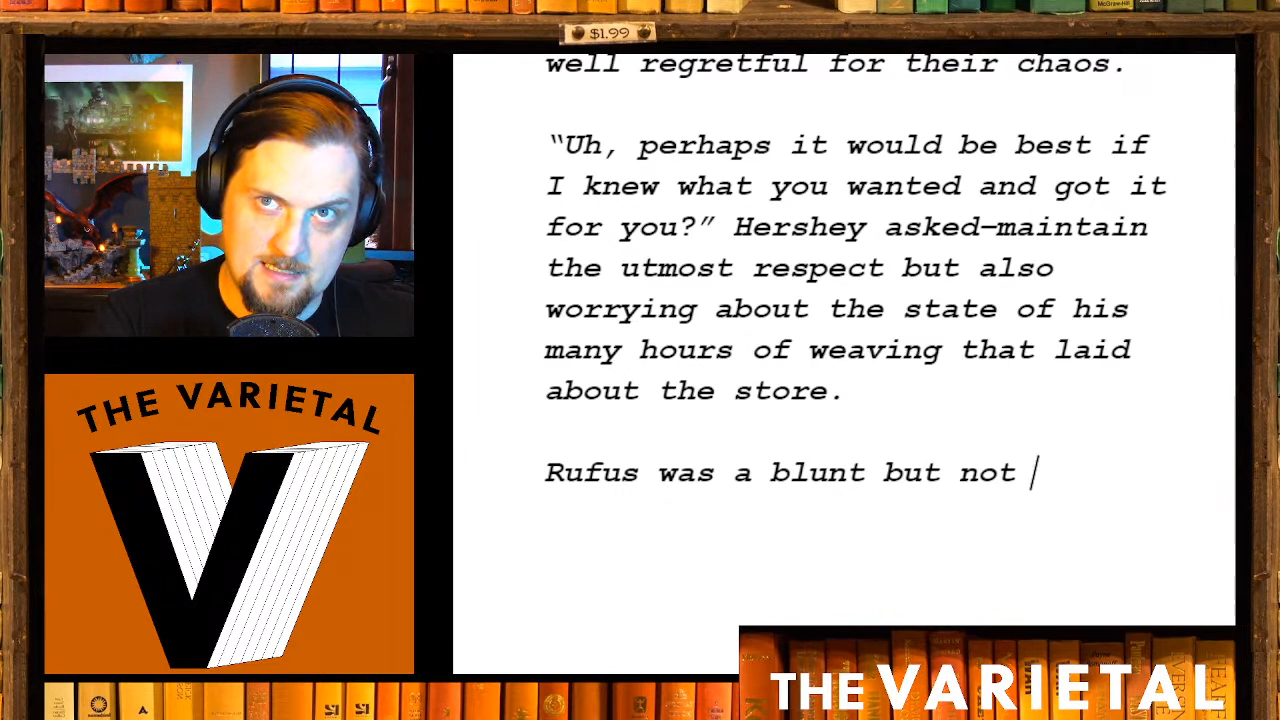 $1.99
McGraw-Hill
well regretful for their chaos.
“Uh, perhaps it would be best if
I knew what you wanted and got it
for you?” Hershey asked—maintain
the utmost respect but also
worrying about the state of his
many hours of weaving that laid
about the store.
Rufus was a blunt but not
THE VARIETAL
V
THE VARIETAL